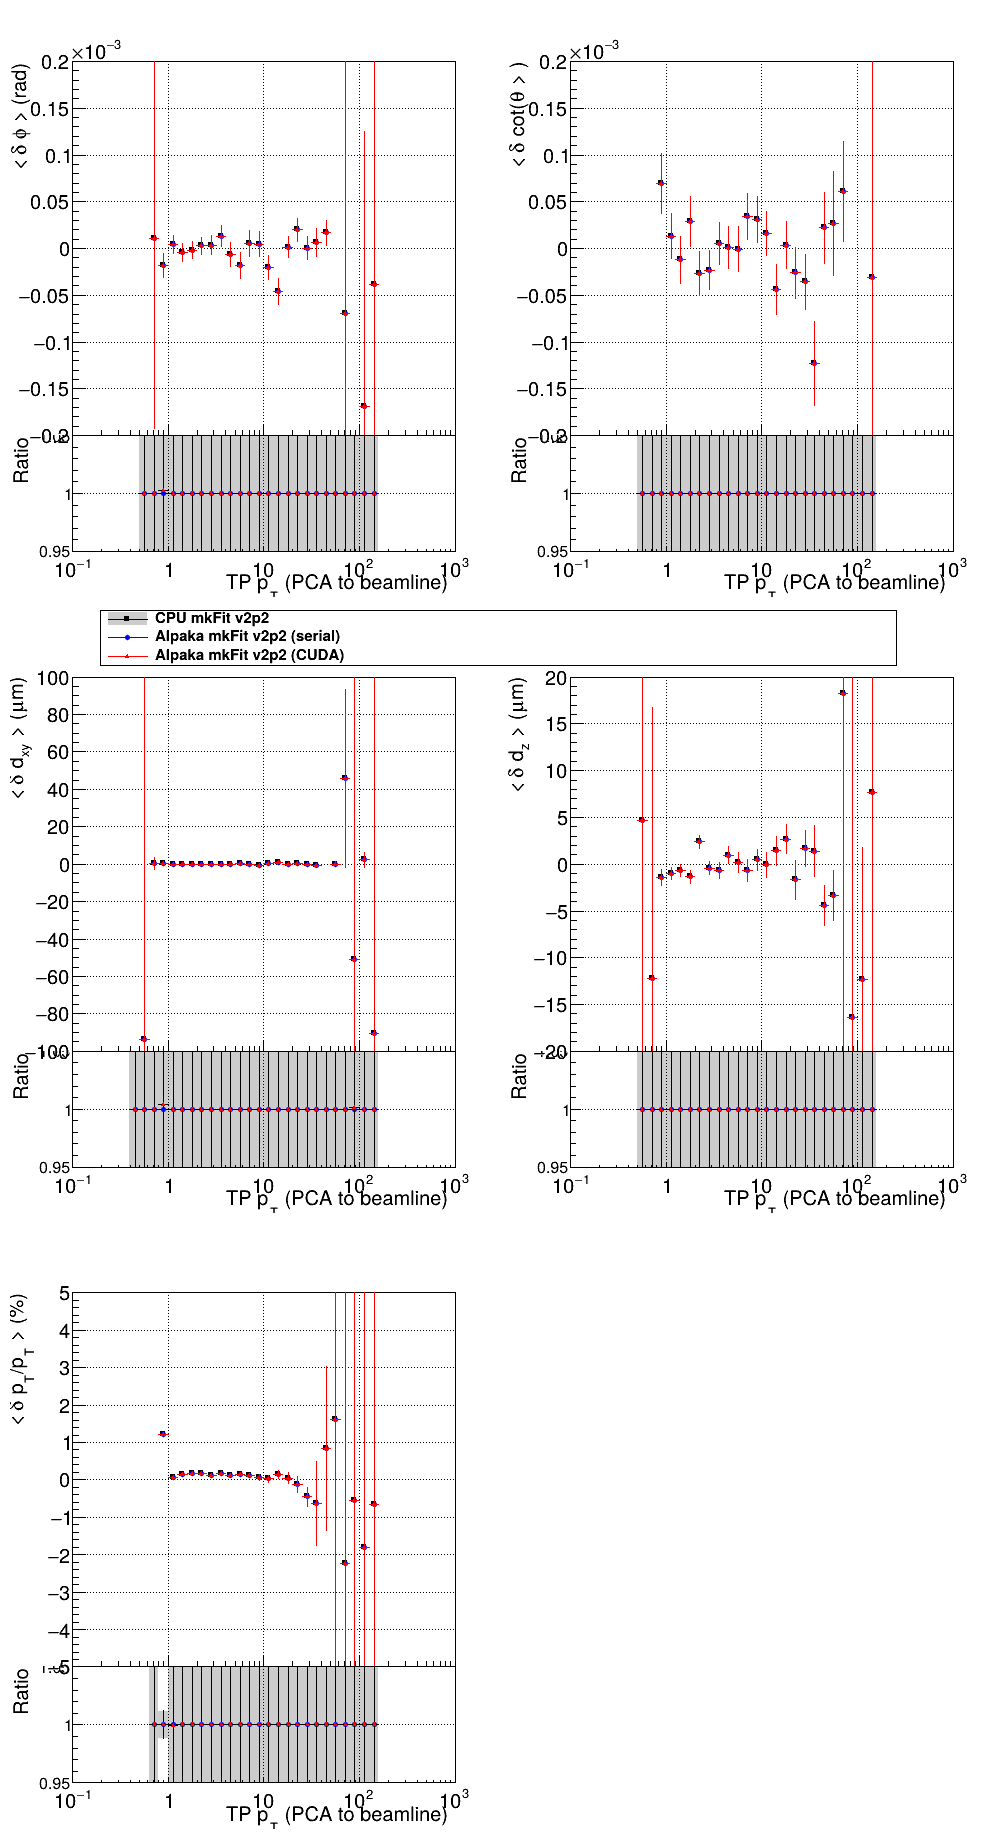 ×10⁻³
< δ ϕ > (rad)
0.2
0.15
0.1
0.05
0
−0.05
−0.1
−0.15
−0.2
Ratio
1
0.95
10⁻¹ 1 10 10² 10³
TP p_T (PCA to beamline)
×10⁻³
< δ cot(θ > )
0.2
0.15
0.1
0.05
0
−0.05
−0.1
−0.15
−0.2
Ratio
1
0.95
10⁻¹ 1 10 10² 10³
TP p_T (PCA to beamline)
CPU mkFit v2p2
Alpaka mkFit v2p2 (serial)
Alpaka mkFit v2p2 (CUDA)
< δ d_xy > (μm)
100
80
60
40
20
0
−20
−40
−60
−80
−100
Ratio
1
0.95
10⁻¹ 1 10 10² 10³
TP p_T (PCA to beamline)
< δ d_z > (μm)
20
15
10
5
0
−5
−10
−15
−20
Ratio
1
0.95
10⁻¹ 1 10 10² 10³
TP p_T (PCA to beamline)
< δ p_T/p_T > (%)
5
4
3
2
1
0
−1
−2
−3
−4
−5
Ratio
1
0.95
10⁻¹ 1 10 10² 10³
TP p_T (PCA to beamline)